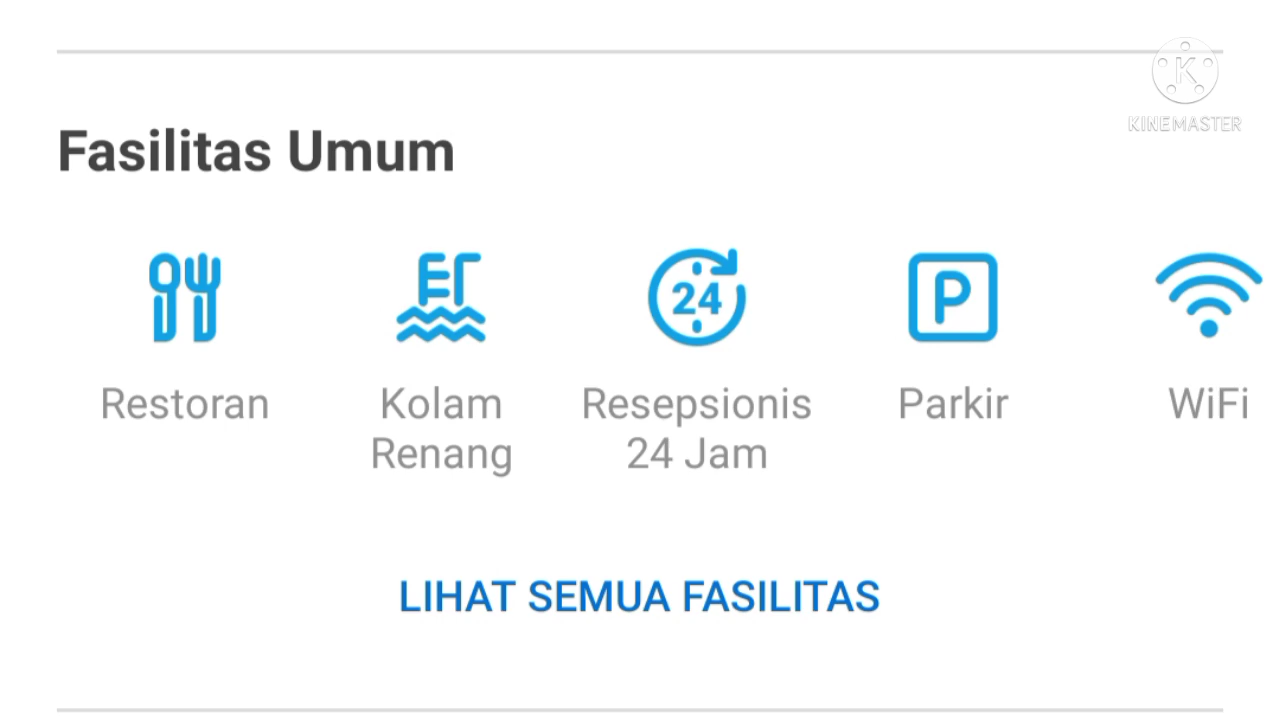 KINEMASTER
Fasilitas Umum
24
P
Restoran
Kolam
Renang
Resepsionis
24 Jam
Parkir
WiFi
LIHAT SEMUA FASILITAS